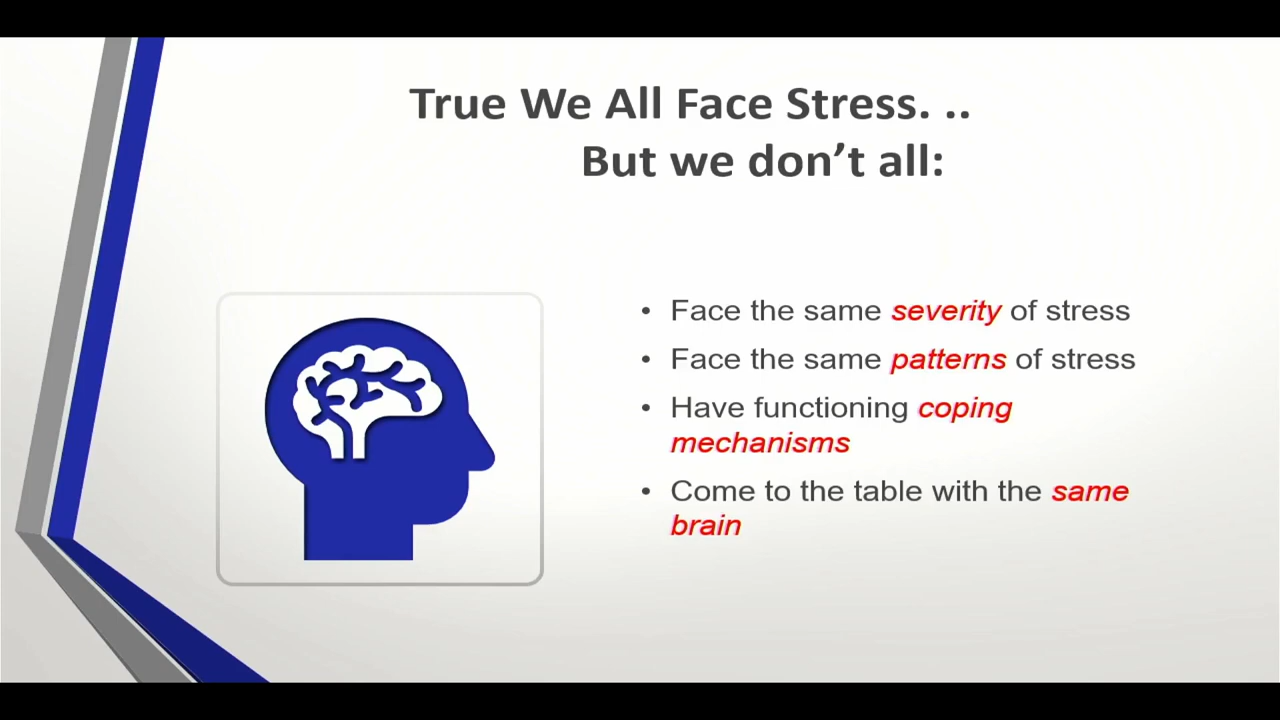 True We All Face Stress. ..
But we don’t all:
• Face the same severity of stress
• Face the same patterns of stress
• Have functioning coping
mechanisms
• Come to the table with the same
brain